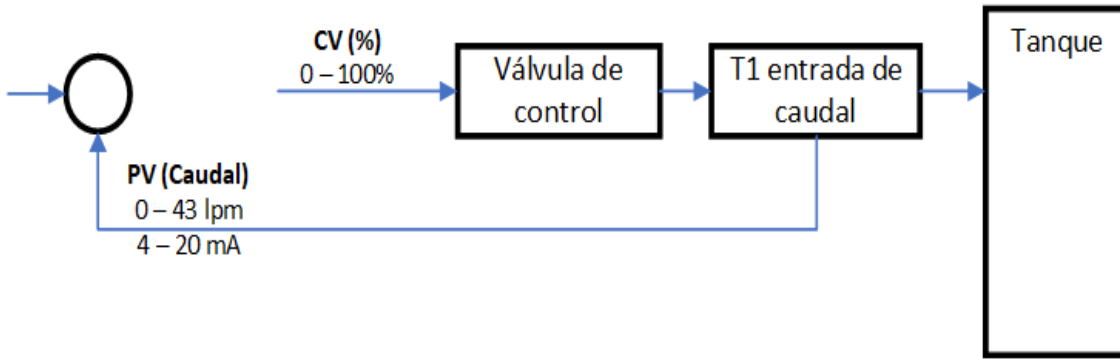 CV (%)
0 – 100%
Válvula de
control
T1 entrada de
caudal
Tanque
PV (Caudal)
0 – 43 lpm
4 – 20 mA